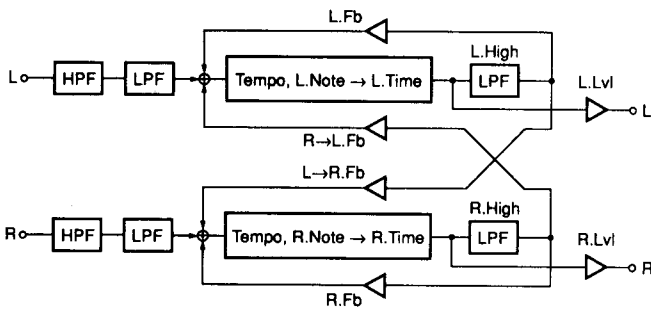 L.Fb
L.High
L HPF LPF Tempo, L.Note → L.Time LPF L.Lvl
L
R→L.Fb
L→R.Fb
R.High
R HPF LPF Tempo, R.Note → R.Time LPF R.Lvl
R
R.Fb